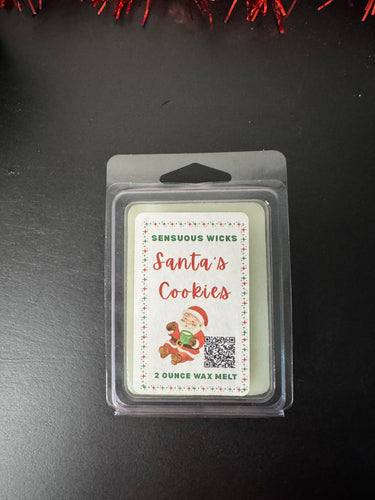 SENSUOUS WICKS
Santa's
Cookies
2 OUNCE WAX MELT